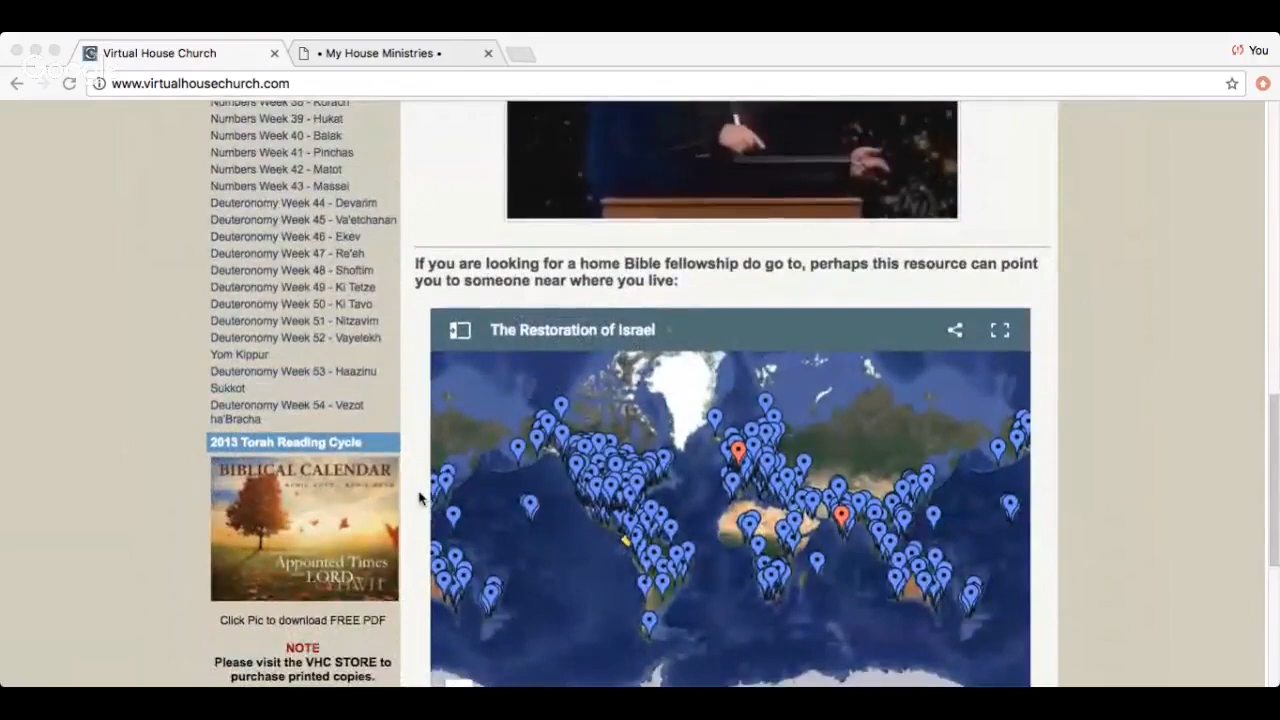 Virtual House Church
• My House Ministries •
You
Google
www.virtualhousechurch.com
Numbers Week 38 - Korach
Numbers Week 39 - Hukat
Numbers Week 40 - Balak
Numbers Week 41 - Pinchas
Numbers Week 42 - Matot
Numbers Week 43 - Massei
Deuteronomy Week 44 - Devarim
Deuteronomy Week 45 - Va'etchanan
Deuteronomy Week 46 - Ekev
Deuteronomy Week 47 - Re'eh
Deuteronomy Week 48 - Shoftim
Deuteronomy Week 49 - Ki Tetze
Deuteronomy Week 50 - Ki Tavo
Deuteronomy Week 51 - Nitzavim
Deuteronomy Week 52 - Vayelekh
Yom Kippur
Deuteronomy Week 53 - Haazinu
Sukkot
Deuteronomy Week 54 - Vezot
ha'Bracha
2013 Torah Reading Cycle
BIBLICAL CALENDAR
Appointed Times
LORD
Click Pic to download FREE PDF
NOTE
Please visit the VHC STORE to
purchase printed copies.
If you are looking for a home Bible fellowship do go to, perhaps this resource can point
you to someone near where you live:
The Restoration of Israel